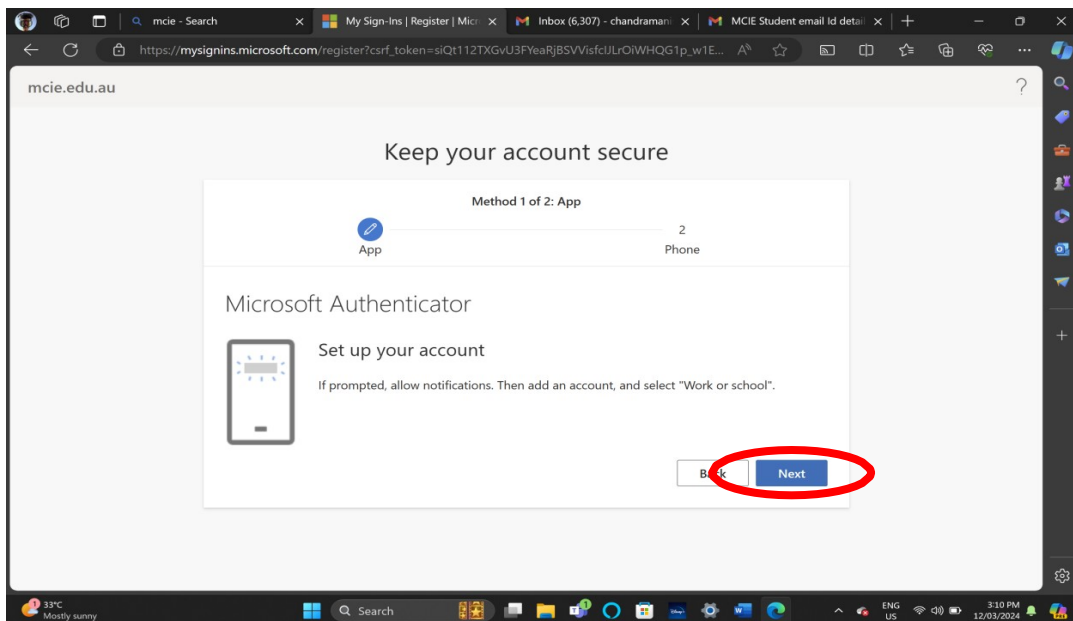 mcie - Search
My Sign-Ins | Register | Micr
Inbox (6,307) - chandramani
MCIE Student email Id detail
https://mysignins.microsoft.com/register?csrf_token=siQt112TXGvU3FYeaRjBSVVisfcIJLrOiWHQG1p_w1E...
mcie.edu.au
?
Keep your account secure
Method 1 of 2: App
App
2
Phone
Microsoft Authenticator
Set up your account
If prompted, allow notifications. Then add an account, and select "Work or school".
Back
Next
1
33°C
Mostly sunny
Search
ENG
US
3:10 PM
12/03/2024